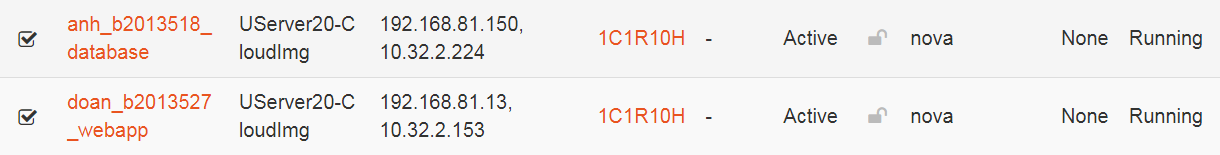 anh_b2013518_ UServer20-C 192.168.81.150, 1C1R10H - Active nova None Running
database loudImg 10.32.2.224
doan_b2013527 UServer20-C 192.168.81.13, 1C1R10H - Active nova None Running
_webapp loudImg 10.32.2.153